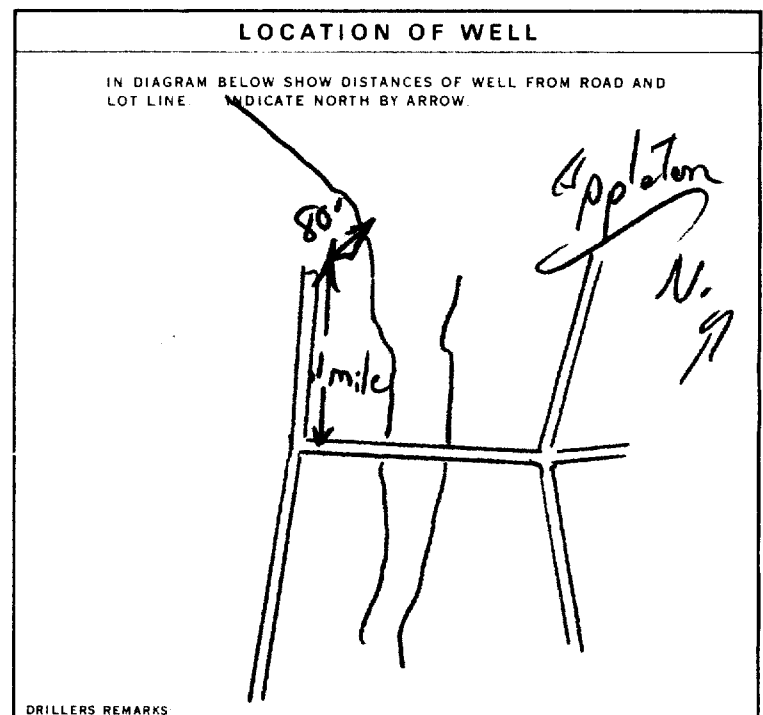 LOCATION OF WELL
IN DIAGRAM BELOW SHOW DISTANCES OF WELL FROM ROAD AND
LOT LINE. INDICATE NORTH BY ARROW.
80'
Appleton
N.
1 mile
DRILLERS REMARKS